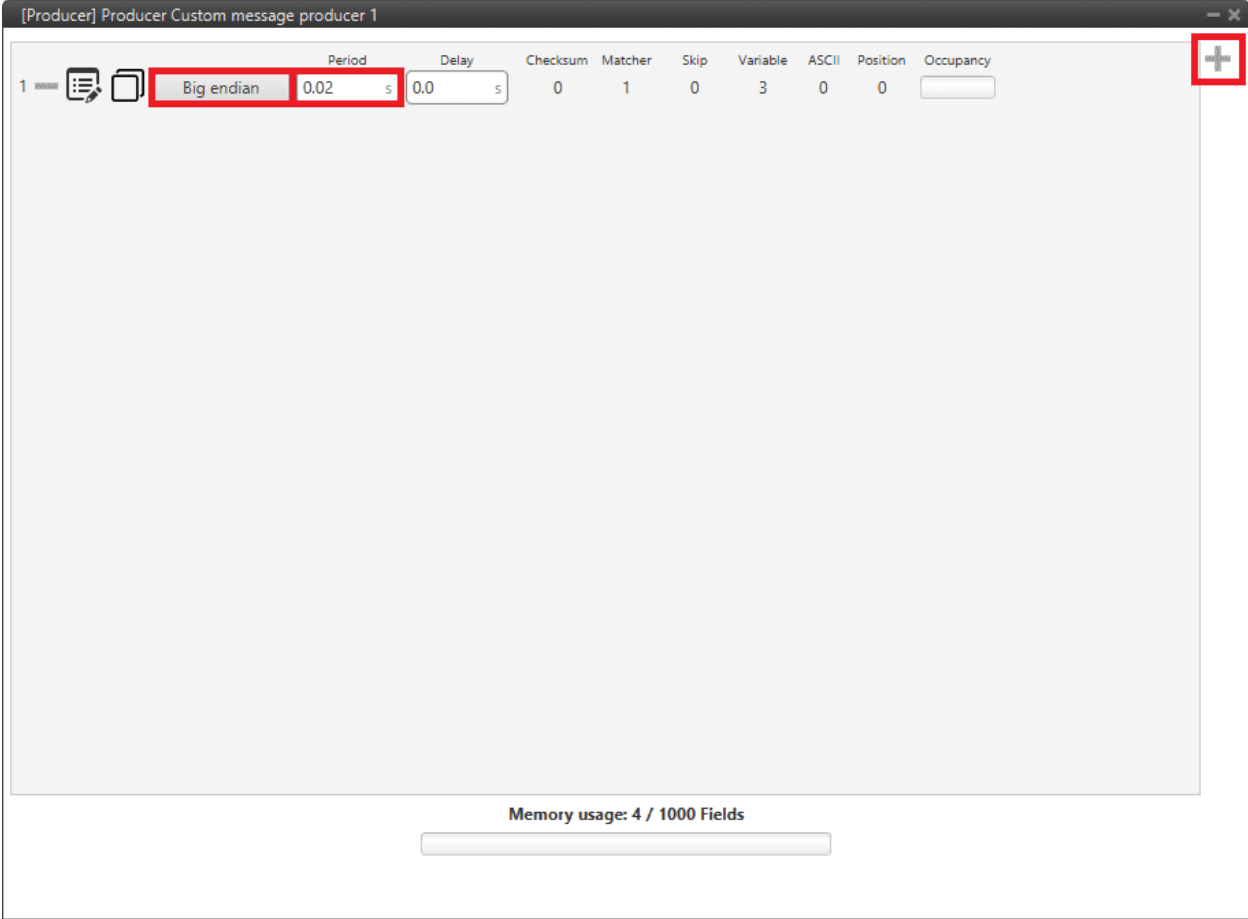 [Producer] Producer Custom message producer 1
Period Delay Checksum Matcher Skip Variable ASCII Position Occupancy
1 Big endian 0.02 s 0.0 s 0 1 0 3 0 0
Memory usage: 4 / 1000 Fields